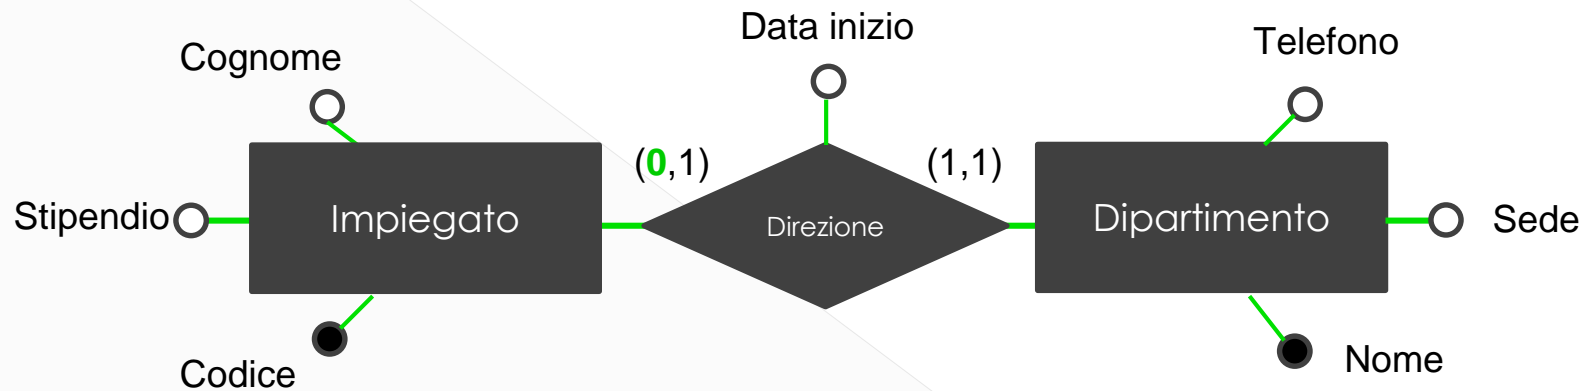 Data inizio
Telefono
Cognome
(0,1)
(1,1)
Stipendio
Impiegato
Direzione
Dipartimento
Sede
Codice
Nome